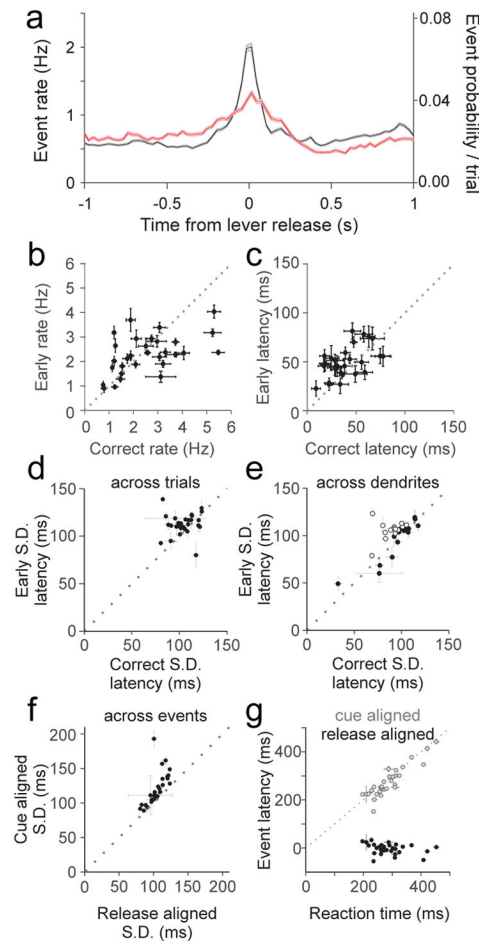 a
Event rate (Hz)
2
1
0
0.08
0.04
0.00
Event probability / trial
-1
-0.5
0
0.5
1
Time from lever release (s)
b
Early rate (Hz)
6
5
4
3
2
1
0
0 1 2 3 4 5 6
Correct rate (Hz)
c
Early latency (ms)
150
100
50
0
0 50 100 150
Correct latency (ms)
d
across trials
Early S.D.
latency (ms)
150
100
50
0
0 50 100 150
Correct S.D.
latency (ms)
e
across dendrites
Early S.D.
latency (ms)
150
100
50
0
0 50 100 150
Correct S.D.
latency (ms)
f
across events
Cue aligned
S.D. (ms)
200
150
100
50
0
0 50 100 150 200
Release aligned
S.D. (ms)
g
cue aligned
release aligned
Event latency (ms)
400
200
0
0 100 200 300 400 500
Reaction time (ms)